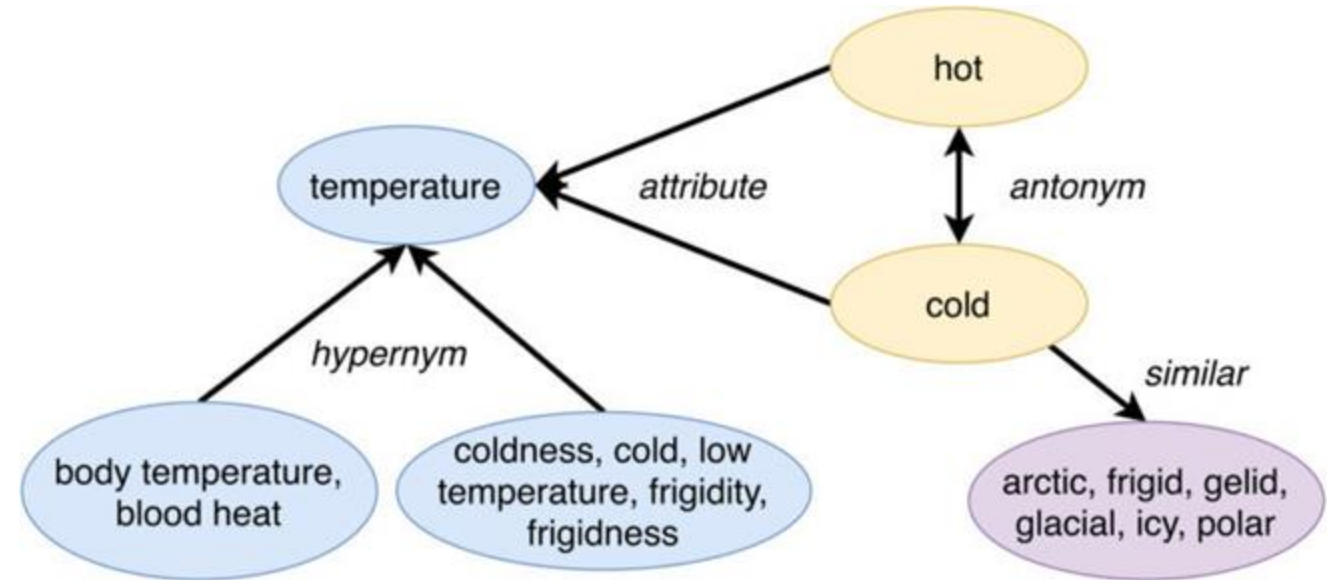 hot
temperature
attribute
antonym
cold
hypernym
similar
body temperature,
blood heat
coldness, cold, low
temperature, frigidity,
frigidness
arctic, frigid, gelid,
glacial, icy, polar